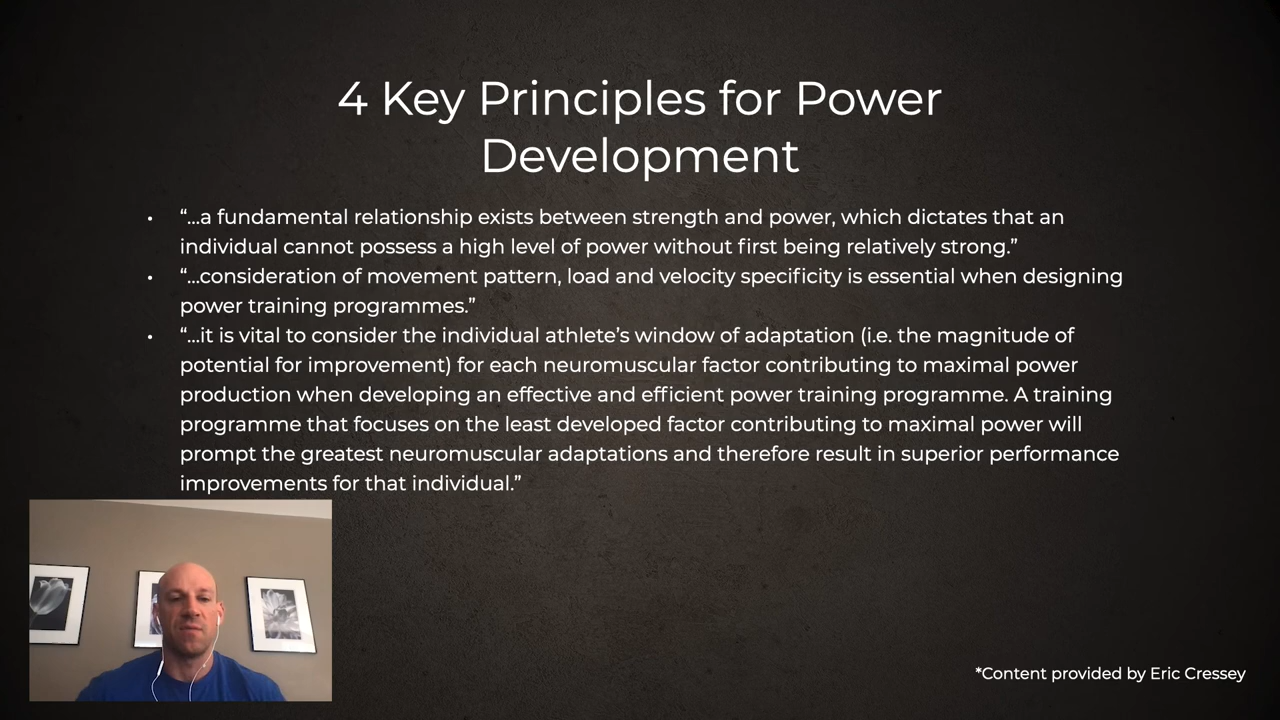 4 Key Principles for Power
Development
• “...a fundamental relationship exists between strength and power, which dictates that an
individual cannot possess a high level of power without first being relatively strong.”
• “...consideration of movement pattern, load and velocity specificity is essential when designing
power training programmes.”
• “...it is vital to consider the individual athlete’s window of adaptation (i.e. the magnitude of
potential for improvement) for each neuromuscular factor contributing to maximal power
production when developing an effective and efficient power training programme. A training
programme that focuses on the least developed factor contributing to maximal power will
prompt the greatest neuromuscular adaptations and therefore result in superior performance
improvements for that individual.”
*Content provided by Eric Cressey